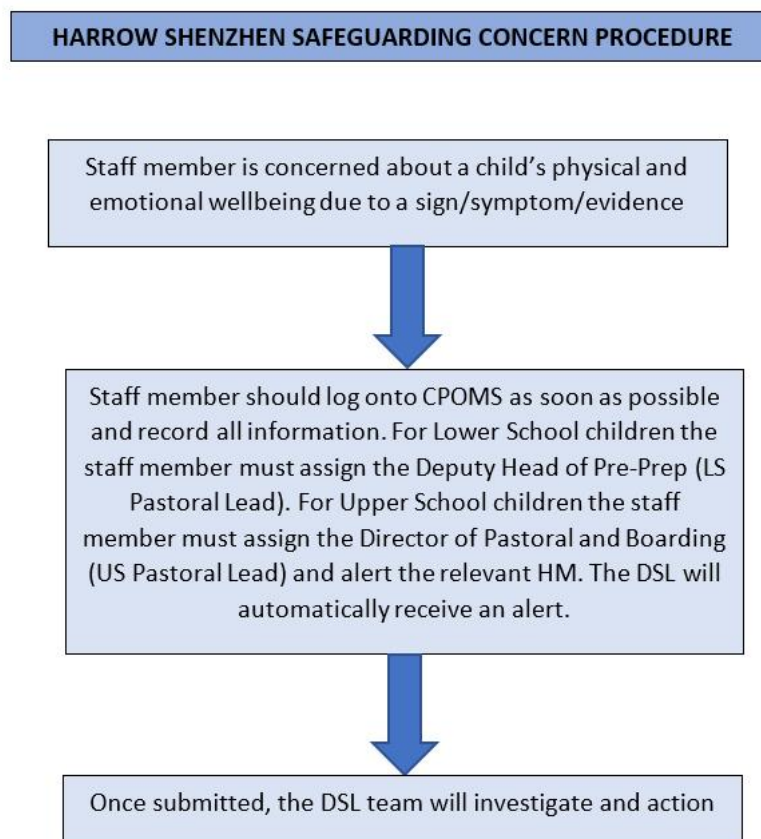 HARROW SHENZHEN SAFEGUARDING CONCERN PROCEDURE
Staff member is concerned about a child's physical and
emotional wellbeing due to a sign/symptom/evidence
Staff member should log onto CPOMS as soon as possible
and record all information. For Lower School children the
staff member must assign the Deputy Head of Pre-Prep (LS
Pastoral Lead). For Upper School children the staff
member must assign the Director of Pastoral and Boarding
(US Pastoral Lead) and alert the relevant HM. The DSL will
automatically receive an alert.
Once submitted, the DSL team will investigate and action